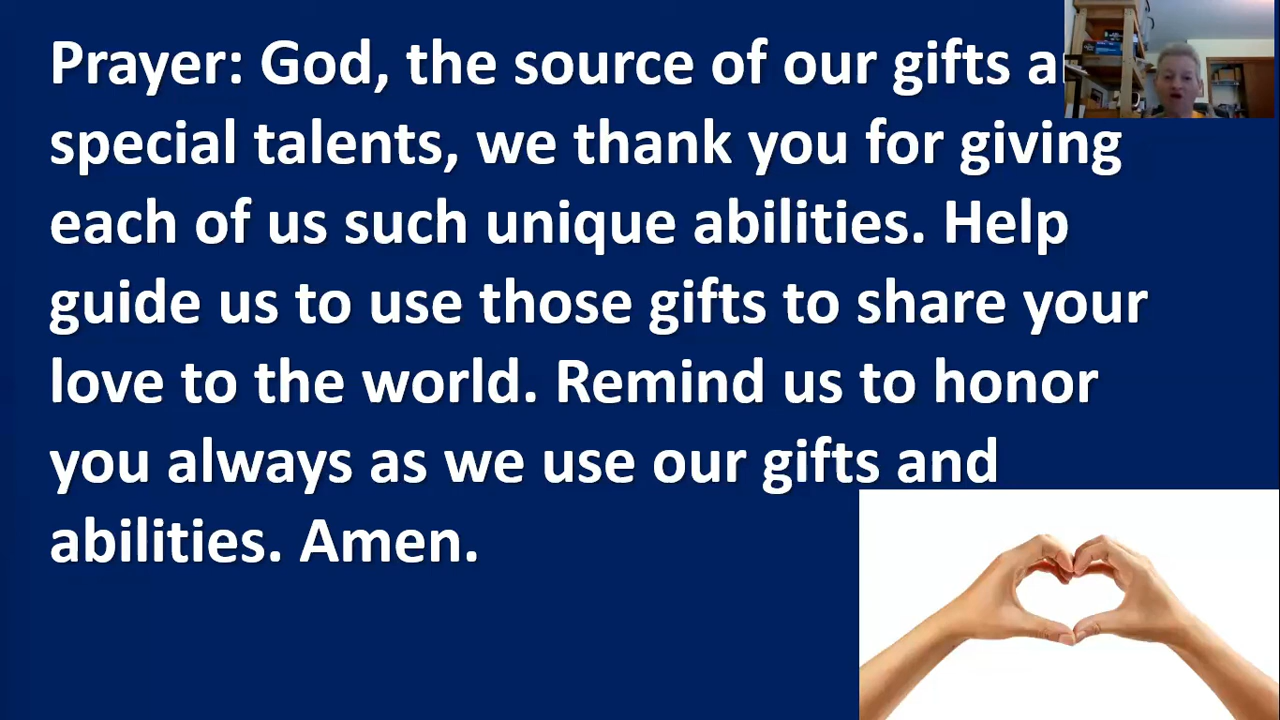 Prayer: God, the source of our gifts
special talents, we thank you for giving
each of us such unique abilities. Help
guide us to use those gifts to share your
love to the world. Remind us to honor
you always as we use our gifts and
abilities. Amen.